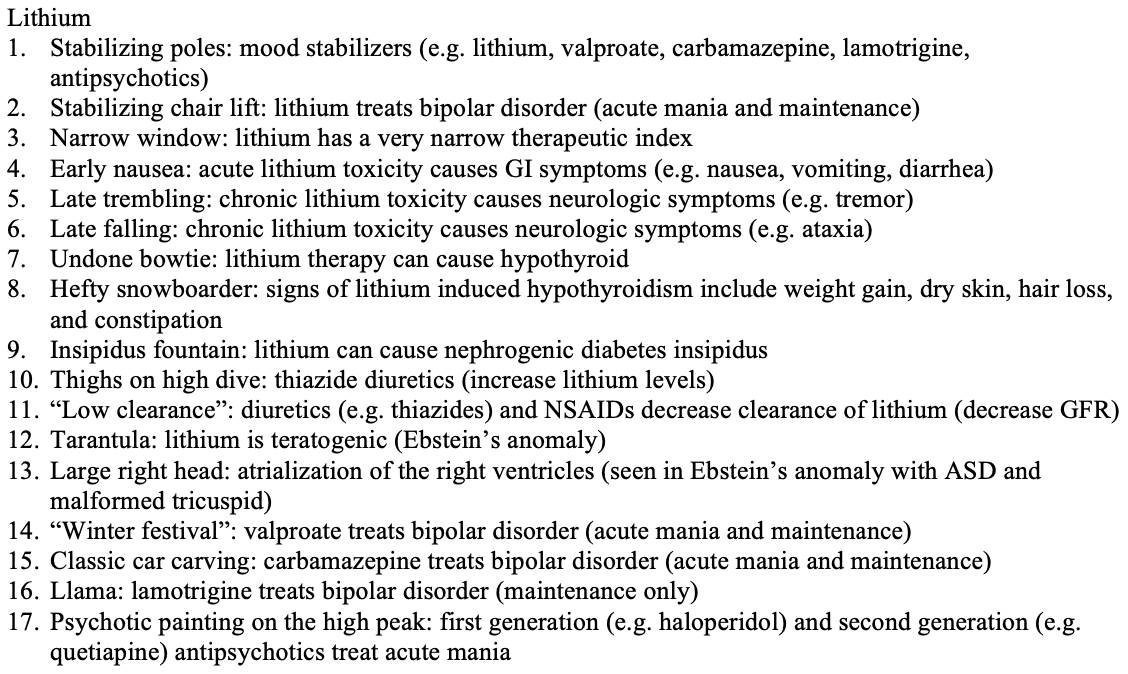 Lithium
1. Stabilizing poles: mood stabilizers (e.g. lithium, valproate, carbamazepine, lamotrigine,
antipsychotics)
2. Stabilizing chair lift: lithium treats bipolar disorder (acute mania and maintenance)
3. Narrow window: lithium has a very narrow therapeutic index
4. Early nausea: acute lithium toxicity causes GI symptoms (e.g. nausea, vomiting, diarrhea)
5. Late trembling: chronic lithium toxicity causes neurologic symptoms (e.g. tremor)
6. Late falling: chronic lithium toxicity causes neurologic symptoms (e.g. ataxia)
7. Undone bowtie: lithium therapy can cause hypothyroid
8. Hefty snowboarder: signs of lithium induced hypothyroidism include weight gain, dry skin, hair loss,
and constipation
9. Insipidus fountain: lithium can cause nephrogenic diabetes insipidus
10. Thighs on high dive: thiazide diuretics (increase lithium levels)
11. “Low clearance”: diuretics (e.g. thiazides) and NSAIDs decrease clearance of lithium (decrease GFR)
12. Tarantula: lithium is teratogenic (Ebstein’s anomaly)
13. Large right head: atrialization of the right ventricles (seen in Ebstein’s anomaly with ASD and
malformed tricuspid)
14. “Winter festival”: valproate treats bipolar disorder (acute mania and maintenance)
15. Classic car carving: carbamazepine treats bipolar disorder (acute mania and maintenance)
16. Llama: lamotrigine treats bipolar disorder (maintenance only)
17. Psychotic painting on the high peak: first generation (e.g. haloperidol) and second generation (e.g.
quetiapine) antipsychotics treat acute mania